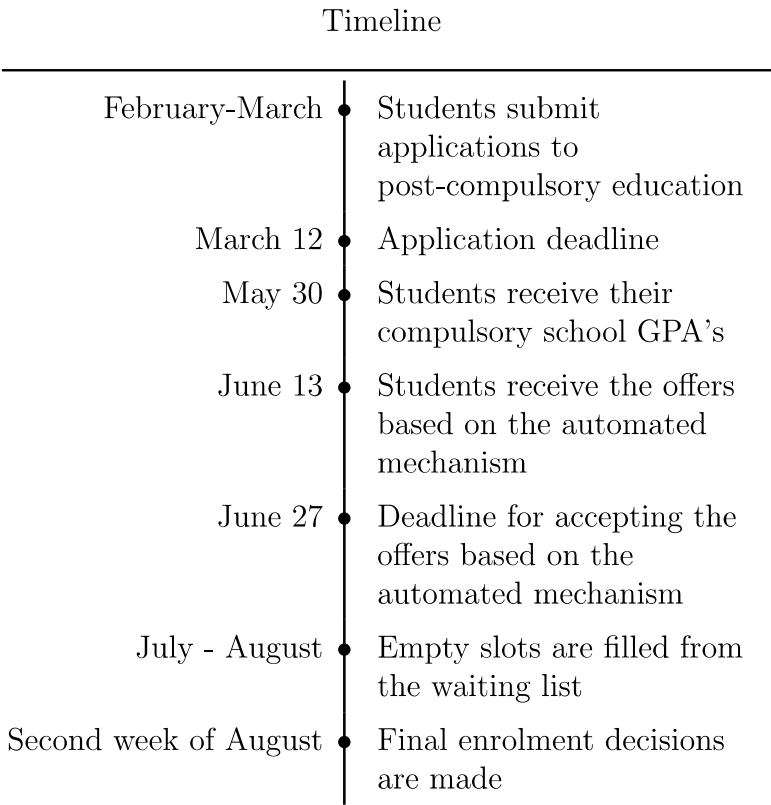 Timeline
February-March
Students submit
applications to
post-compulsory education
March 12
Application deadline
May 30
Students receive their
compulsory school GPA's
June 13
Students receive the offers
based on the automated
mechanism
June 27
Deadline for accepting the
offers based on the
automated mechanism
July - August
Empty slots are filled from
the waiting list
Second week of August
Final enrolment decisions
are made